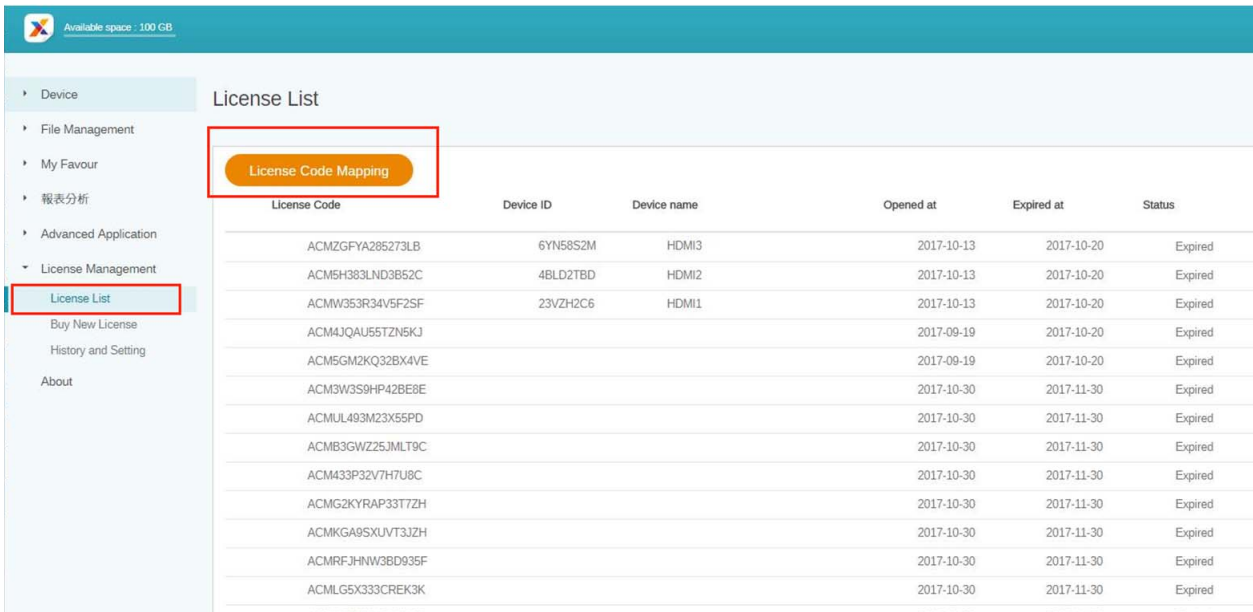 Available space : 100 GB
Device
File Management
My Favour
報表分析
Advanced Application
License Management
License List
Buy New License
History and Setting
About
License List
License Code Mapping
License Code Device ID Device name Opened at Expired at Status
ACMZGFYA285273LB 6YN58S2M HDMI3 2017-10-13 2017-10-20 Expired
ACM5H383LND3B52C 4BLD2TBD HDMI2 2017-10-13 2017-10-20 Expired
ACMW353R34V5F2SF 23VZH2C6 HDMI1 2017-10-13 2017-10-20 Expired
ACM4JQAU55TZN5KJ 2017-09-19 2017-10-20 Expired
ACM5GM2KQ32BX4VE 2017-09-19 2017-10-20 Expired
ACM3W3S9HP42BE8E 2017-10-30 2017-11-30 Expired
ACMUL493M23X55PD 2017-10-30 2017-11-30 Expired
ACMB3GWZ25JMLT9C 2017-10-30 2017-11-30 Expired
ACM433P32V7H7U8C 2017-10-30 2017-11-30 Expired
ACMG2KYRAP33T7ZH 2017-10-30 2017-11-30 Expired
ACMKGA9SXUVT3JZH 2017-10-30 2017-11-30 Expired
ACMRFJHNW3BD935F 2017-10-30 2017-11-30 Expired
ACMLG5X333CREK3K 2017-10-30 2017-11-30 Expired